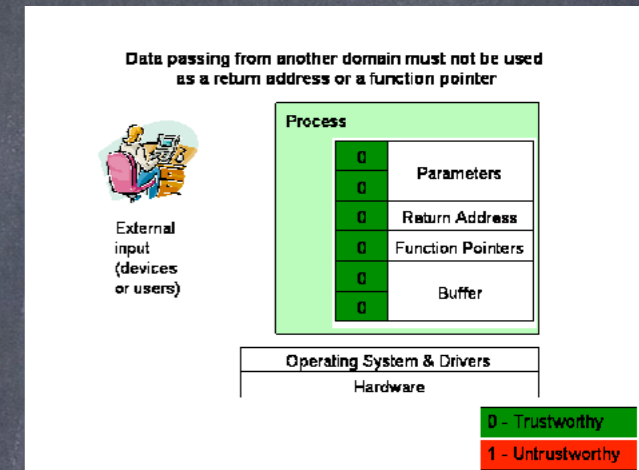 Data passing from another domain must not be used
as a return address or a function pointer
Process
0
Parameters
0
0
Return Address
0
Function Pointers
0
Buffer
0
External
input
(devices
or users)
Operating System & Drivers
Hardware
0 - Trustworthy
1 - Untrustworthy